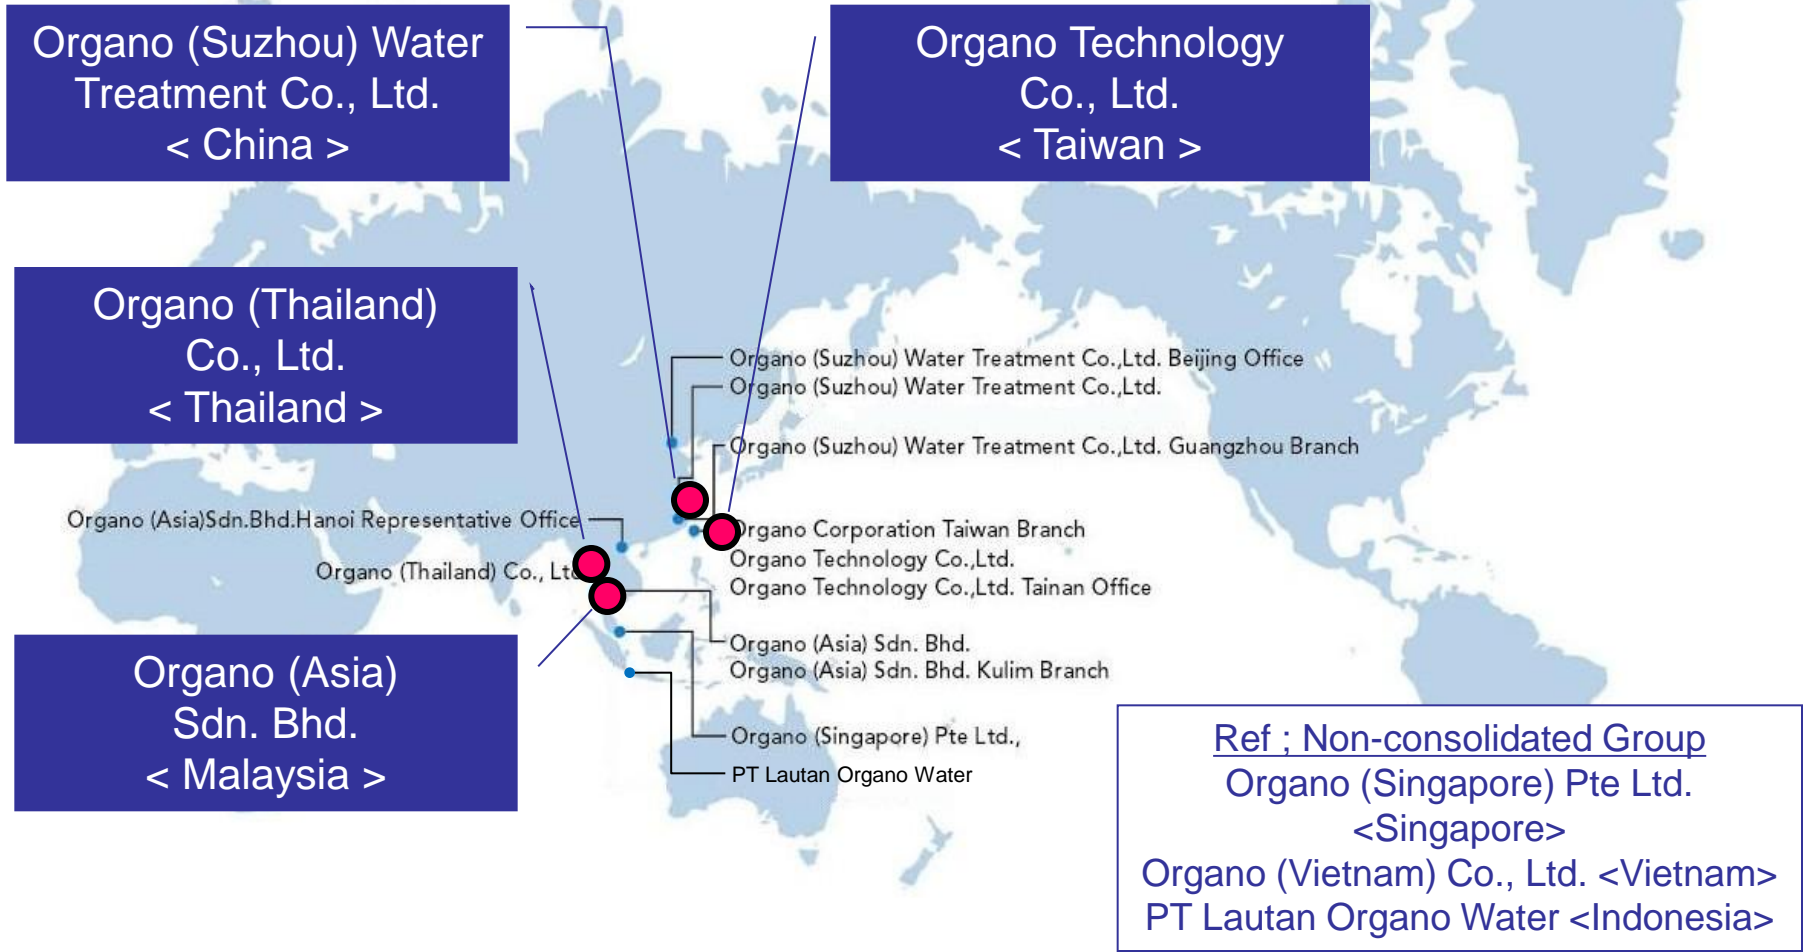 Organo (Suzhou) Water
Treatment Co., Ltd.
< China >
Organo Technology
Co., Ltd.
< Taiwan >
Organo (Thailand)
Co., Ltd.
< Thailand >
Organo (Suzhou) Water Treatment Co.,Ltd. Beijing Office
Organo (Suzhou) Water Treatment Co.,Ltd.
Organo (Suzhou) Water Treatment Co.,Ltd. Guangzhou Branch
Organo (Asia)Sdn.Bhd.Hanoi Representative Office
Organo (Thailand) Co., Ltd
Organo Corporation Taiwan Branch
Organo Technology Co.,Ltd.
Organo Technology Co.,Ltd. Tainan Office
Organo (Asia) Sdn. Bhd.
Organo (Asia) Sdn. Bhd. Kulim Branch
Organo (Singapore) Pte Ltd.,
PT Lautan Organo Water
Organo (Asia)
Sdn. Bhd.
< Malaysia >
Ref ; Non-consolidated Group
Organo (Singapore) Pte Ltd.
<Singapore>
Organo (Vietnam) Co., Ltd. <Vietnam>
PT Lautan Organo Water <Indonesia>